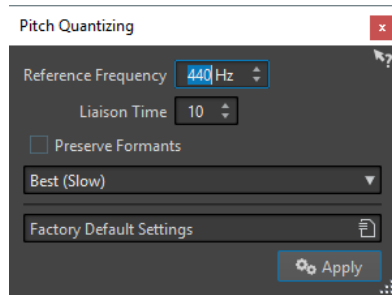 Pitch Quantizing
x
?
Reference Frequency 440 Hz
Liaison Time 10
Preserve Formants
Best (Slow)
Factory Default Settings
Apply